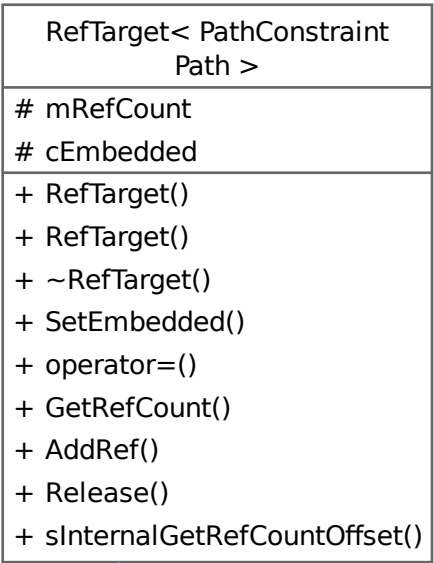 RefTarget< PathConstraint
Path >
# mRefCount
# cEmbedded
+ RefTarget()
+ RefTarget()
+ ~RefTarget()
+ SetEmbedded()
+ operator=()
+ GetRefCount()
+ AddRef()
+ Release()
+ sInternalGetRefCountOffset()